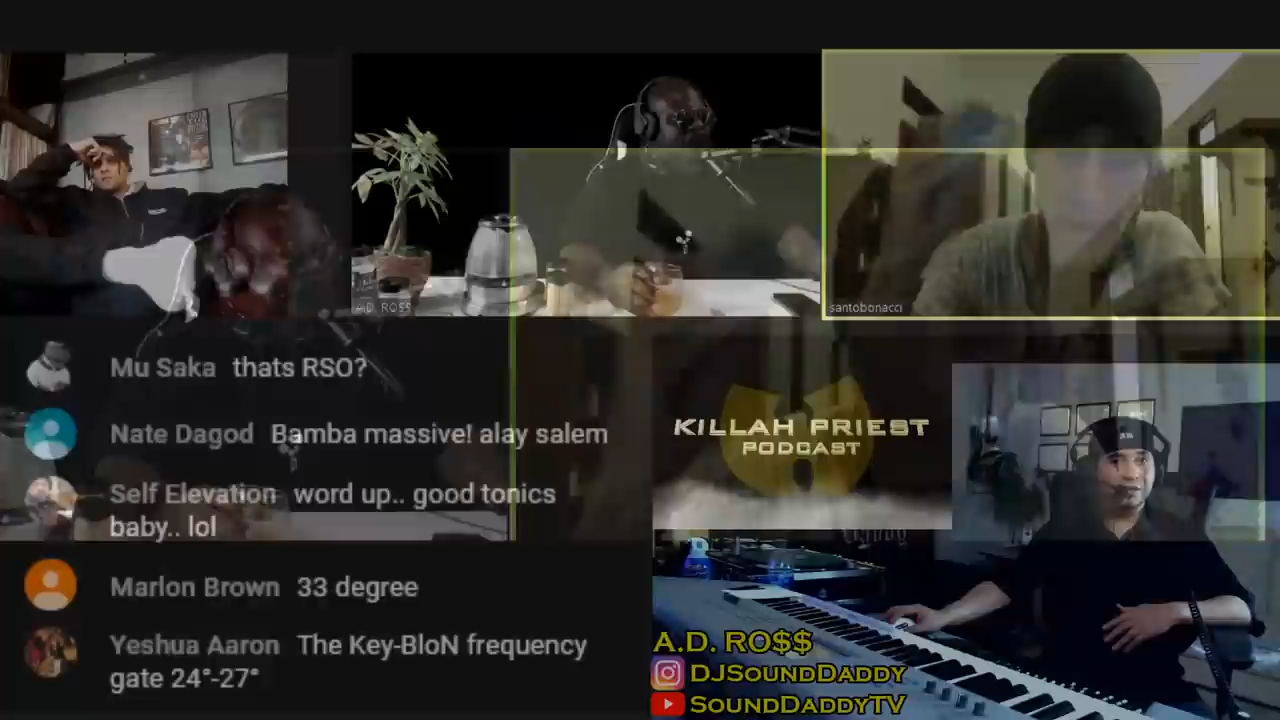 A.D. ROSS
santobonacci
Mu Saka thats RSO?
Nate Dagod Bamba massive! alay salem
Self Elevation word up.. good tonics
baby.. lol
Marlon Brown 33 degree
Yeshua Aaron The Key-BloN frequency
gate 24°-27°
KILLAH PRIEST
PODCAST
A.D. RO$$
DJSOUNDDADDY
SOUNDDADDYTV